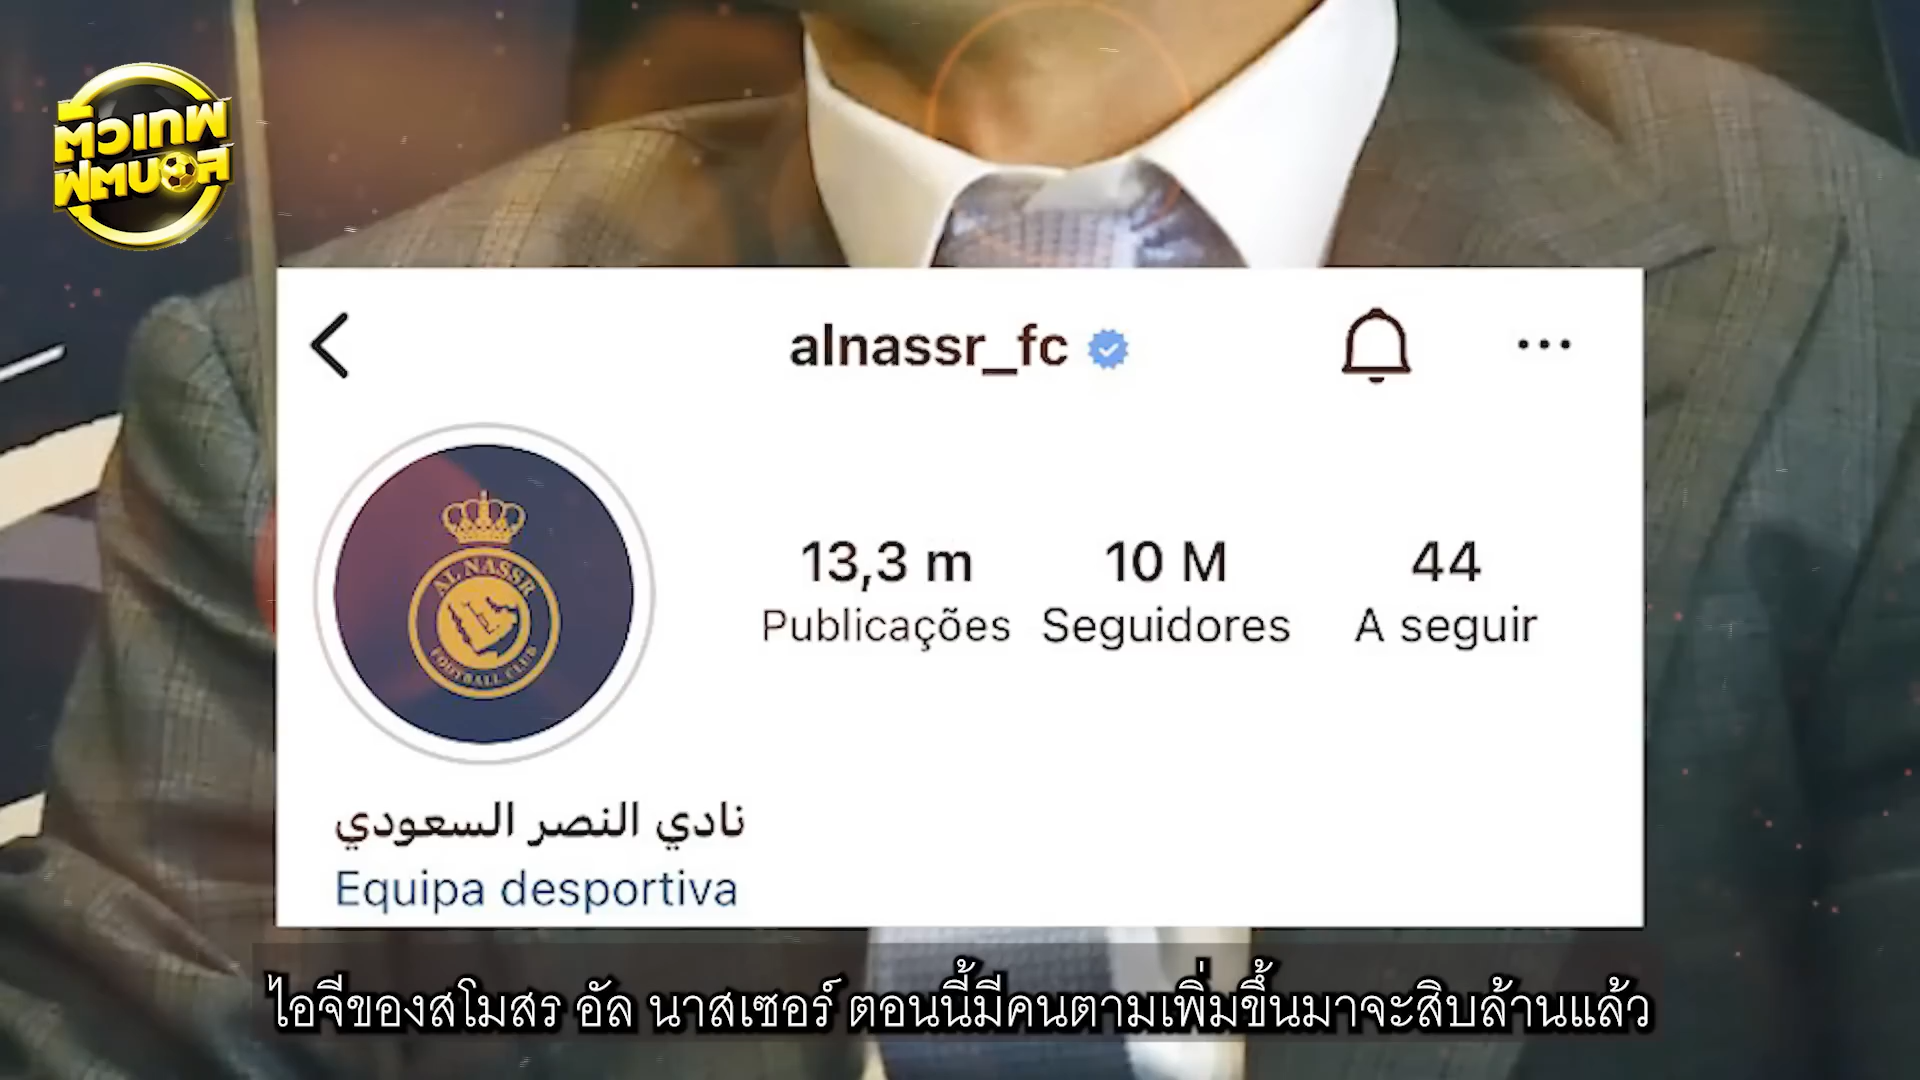 ติวเทพ
ฟุตบอล
alnassr_fc
AL NASSR
FOOTBALL CLUB
13,3 m
Publicações
10 M
Seguidores
44
A seguir
نادي النصر السعودي
Equipa desportiva
ไอจีของสโมสร อัล นาสเซอร์ ตอนนี้มีคนตามเพิ่มขึ้นมาจะสิบล้านแล้ว